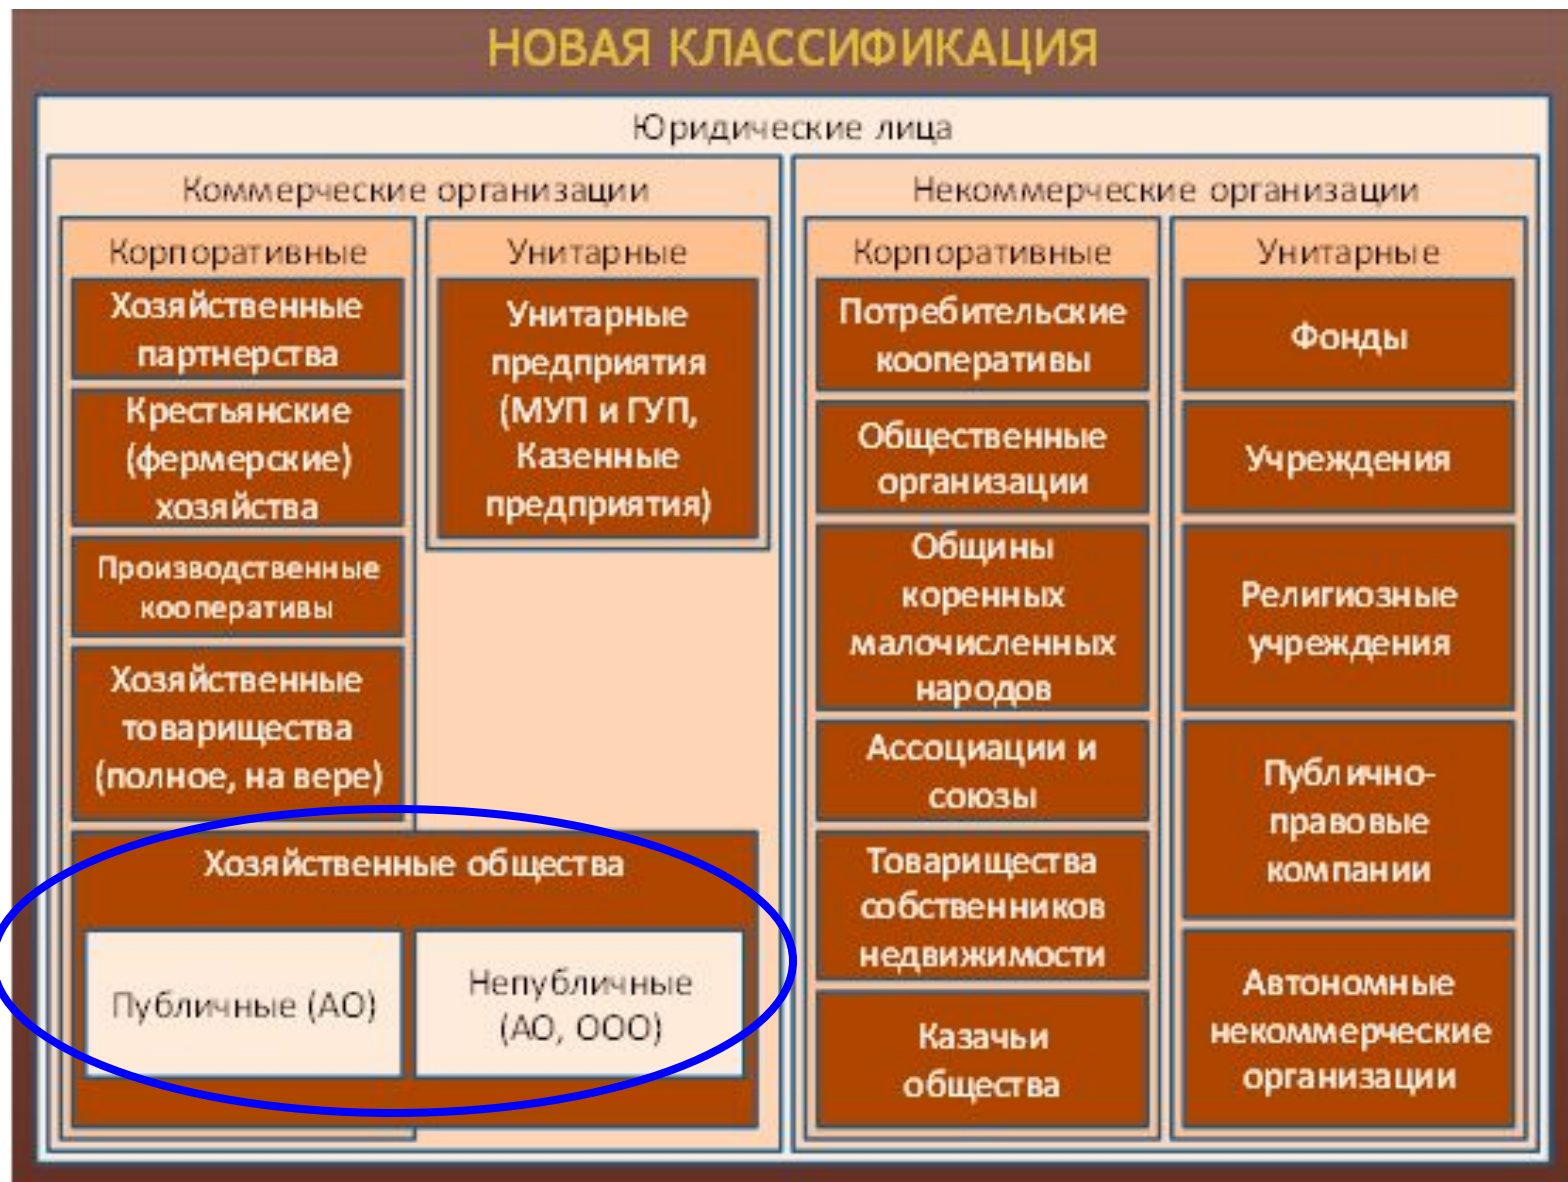 НОВАЯ КЛАССИФИКАЦИЯ
Юридические лица
Коммерческие организации
Корпоративные
Хозяйственные
партнерства
Крестьянские
(фермерские)
хозяйства
Производственные
кооперативы
Хозяйственные
товарищества
(полное, на вере)
Унитарные
Унитарные
предприятия
(МУП и ГУП,
Казенные
предприятия)
Хозяйственные общества
Публичные (АО)
Непубличные
(АО, ООО)
Некоммерческие организации
Корпоративные
Потребительские
кооперативы
Общественные
организации
Общины
коренных
малочисленных
народов
Ассоциации и
союзы
Товарищества
собственников
недвижимости
Казачьи
общества
Унитарные
Фонды
Учреждения
Религиозные
учреждения
Публично-
правовые
компании
Автономные
некоммерческие
организации